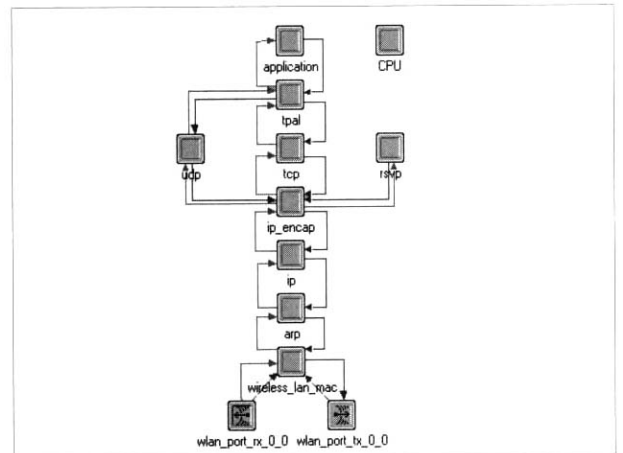 application
CPU
tpal
udp
tcp
rsvp
ip_encap
ip
arp
wireless_lan_mac
wlan_port_rx_0_0
wlan_port_tx_0_0